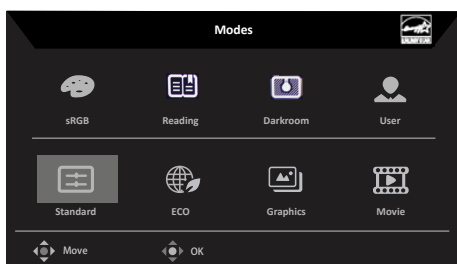 Modes
sRGB Reading Darkroom User
Standard ECO Graphics Movie
Move OK